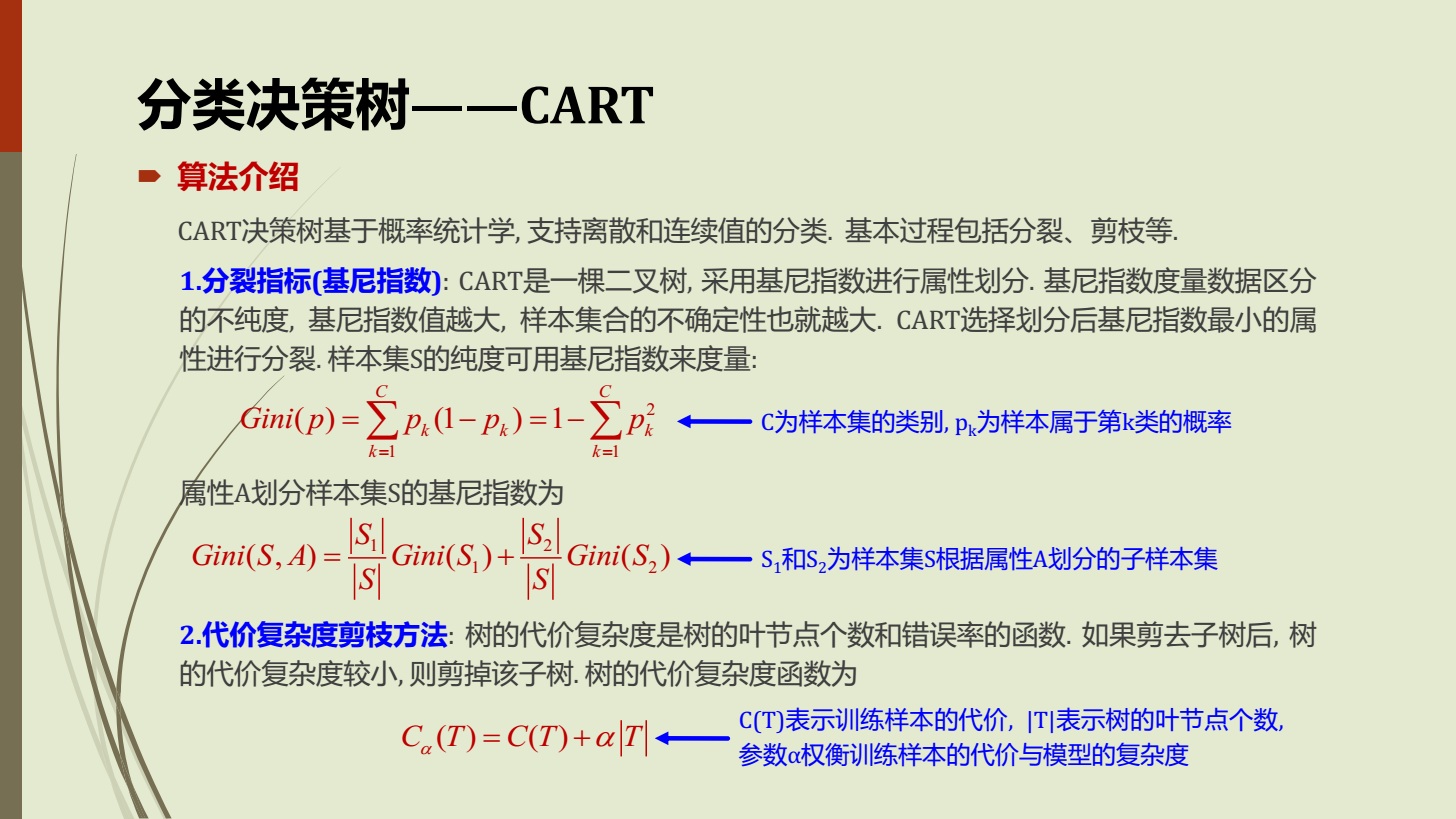 分类决策树——CART
算法介绍
CART决策树基于概率统计学, 支持离散和连续值的分类. 基本过程包括分裂、剪枝等.
1.分裂指标(基尼指数): CART是一棵二叉树, 采用基尼指数进行属性划分. 基尼指数度量数据区分
的不纯度, 基尼指数值越大, 样本集合的不确定性也就越大. CART选择划分后基尼指数最小的属
性进行分裂. 样本集S的纯度可用基尼指数来度量:
$Gini(p)=\sum_{k=1}^{C}p_k(1-p_k)=1-\sum_{k=1}^{C}p_k^2$ C为样本集的类别, p_k为样本属于第k类的概率
属性A划分样本集S的基尼指数为
$Gini(S,A)=\frac{|S_1|}{|S|}Gini(S_1)+\frac{|S_2|}{|S|}Gini(S_2)$ S_1和S_2为样本集S根据属性A划分的子样本集
2.代价复杂度剪枝方法: 树的代价复杂度是树的叶节点个数和错误率的函数. 如果剪去子树后, 树
的代价复杂度较小, 则剪掉该子树. 树的代价复杂度函数为
$C_\alpha(T)=C(T)+\alpha|T|$
C(T)表示训练样本的代价, |T|表示树的叶节点个数,
参数α权衡训练样本的代价与模型的复杂度